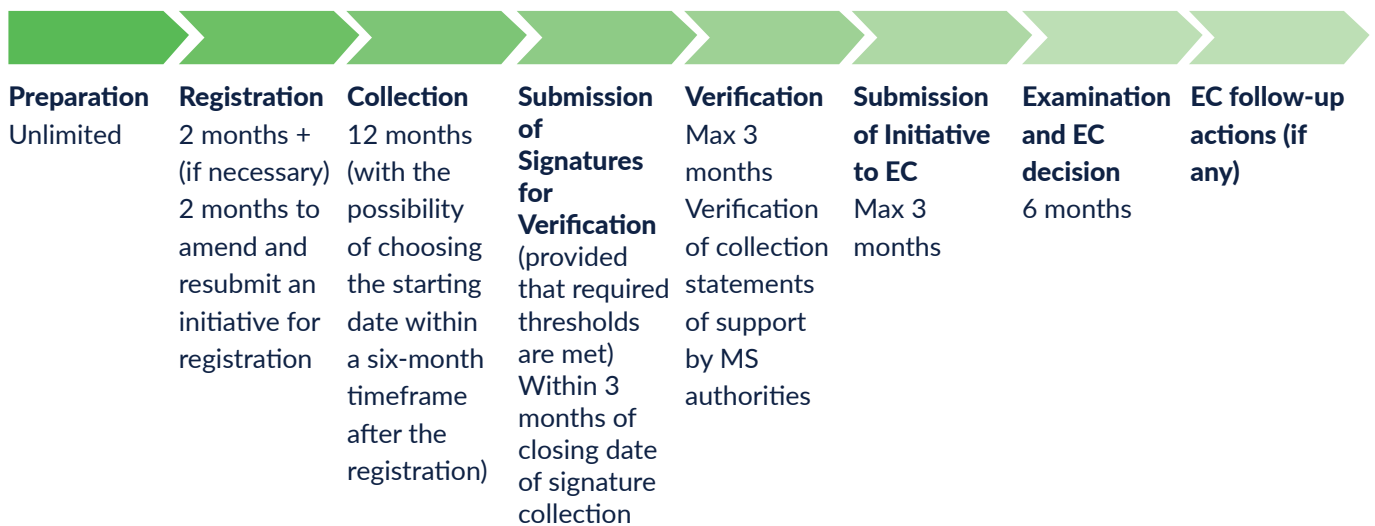 Preparation
Unlimited
Registration
2 months +
(if necessary)
2 months to
amend and
resubmit an
initiative for
registration
Collection
12 months
(with the
possibility
of choosing
the starting
date within
a six-month
timeframe
after the
registration)
Submission
of
Signatures
for
Verification
(provided
that required
thresholds
are met)
Within 3
months of
closing date
of signature
collection
Verification
Max 3
months
Verification
of collection
statements
of support
by MS
authorities
Submission
of Initiative
to EC
Max 3
months
Examination
and EC
decision
6 months
EC follow-up
actions (if
any)